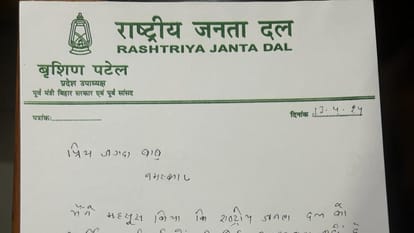 राष्ट्रीय जनता दल
RASHTRIYA JANTA DAL
बृशिण पटेल
प्रदेश उपाध्यक्ष
पूर्व मंत्री बिहार सरकार एवं पूर्व सांसद
पत्रांकः
दिनांक : 13.4.24
प्रिय जगदा बाबू
नमस्कार
मैंने महसूस किया कि राष्ट्रीय जनता दल को